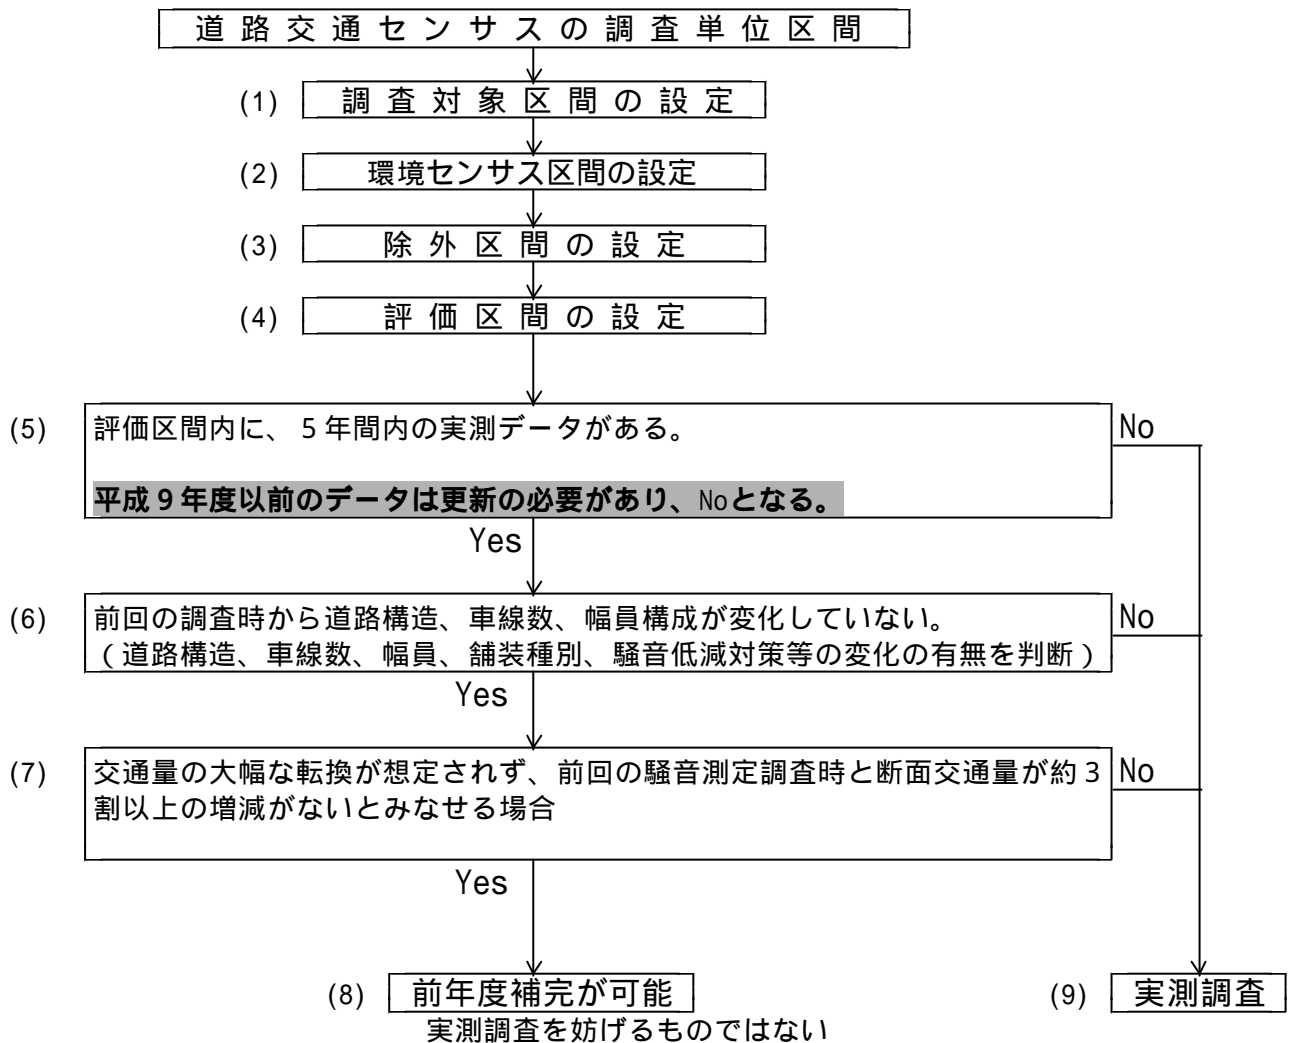 道路交通センサスの調査単位区間
(1) 調査対象区間の設定
(2) 環境センサス区間の設定
(3) 除外区間の設定
(4) 評価区間の設定
(5) 評価区間内に、５年間内の実測データがある。
No
平成９年度以前のデータは更新の必要があり、Noとなる。
Yes
(6) 前回の調査時から道路構造、車線数、幅員構成が変化していない。
No
（道路構造、車線数、幅員、舗装種別、騒音低減対策等の変化の有無を判断）
Yes
(7) 交通量の大幅な転換が想定されず、前回の騒音測定調査時と断面交通量が約３
No
割以上の増減がないとみなせる場合
Yes
(8) 前年度補完が可能
(9) 実測調査
実測調査を妨げるものではない